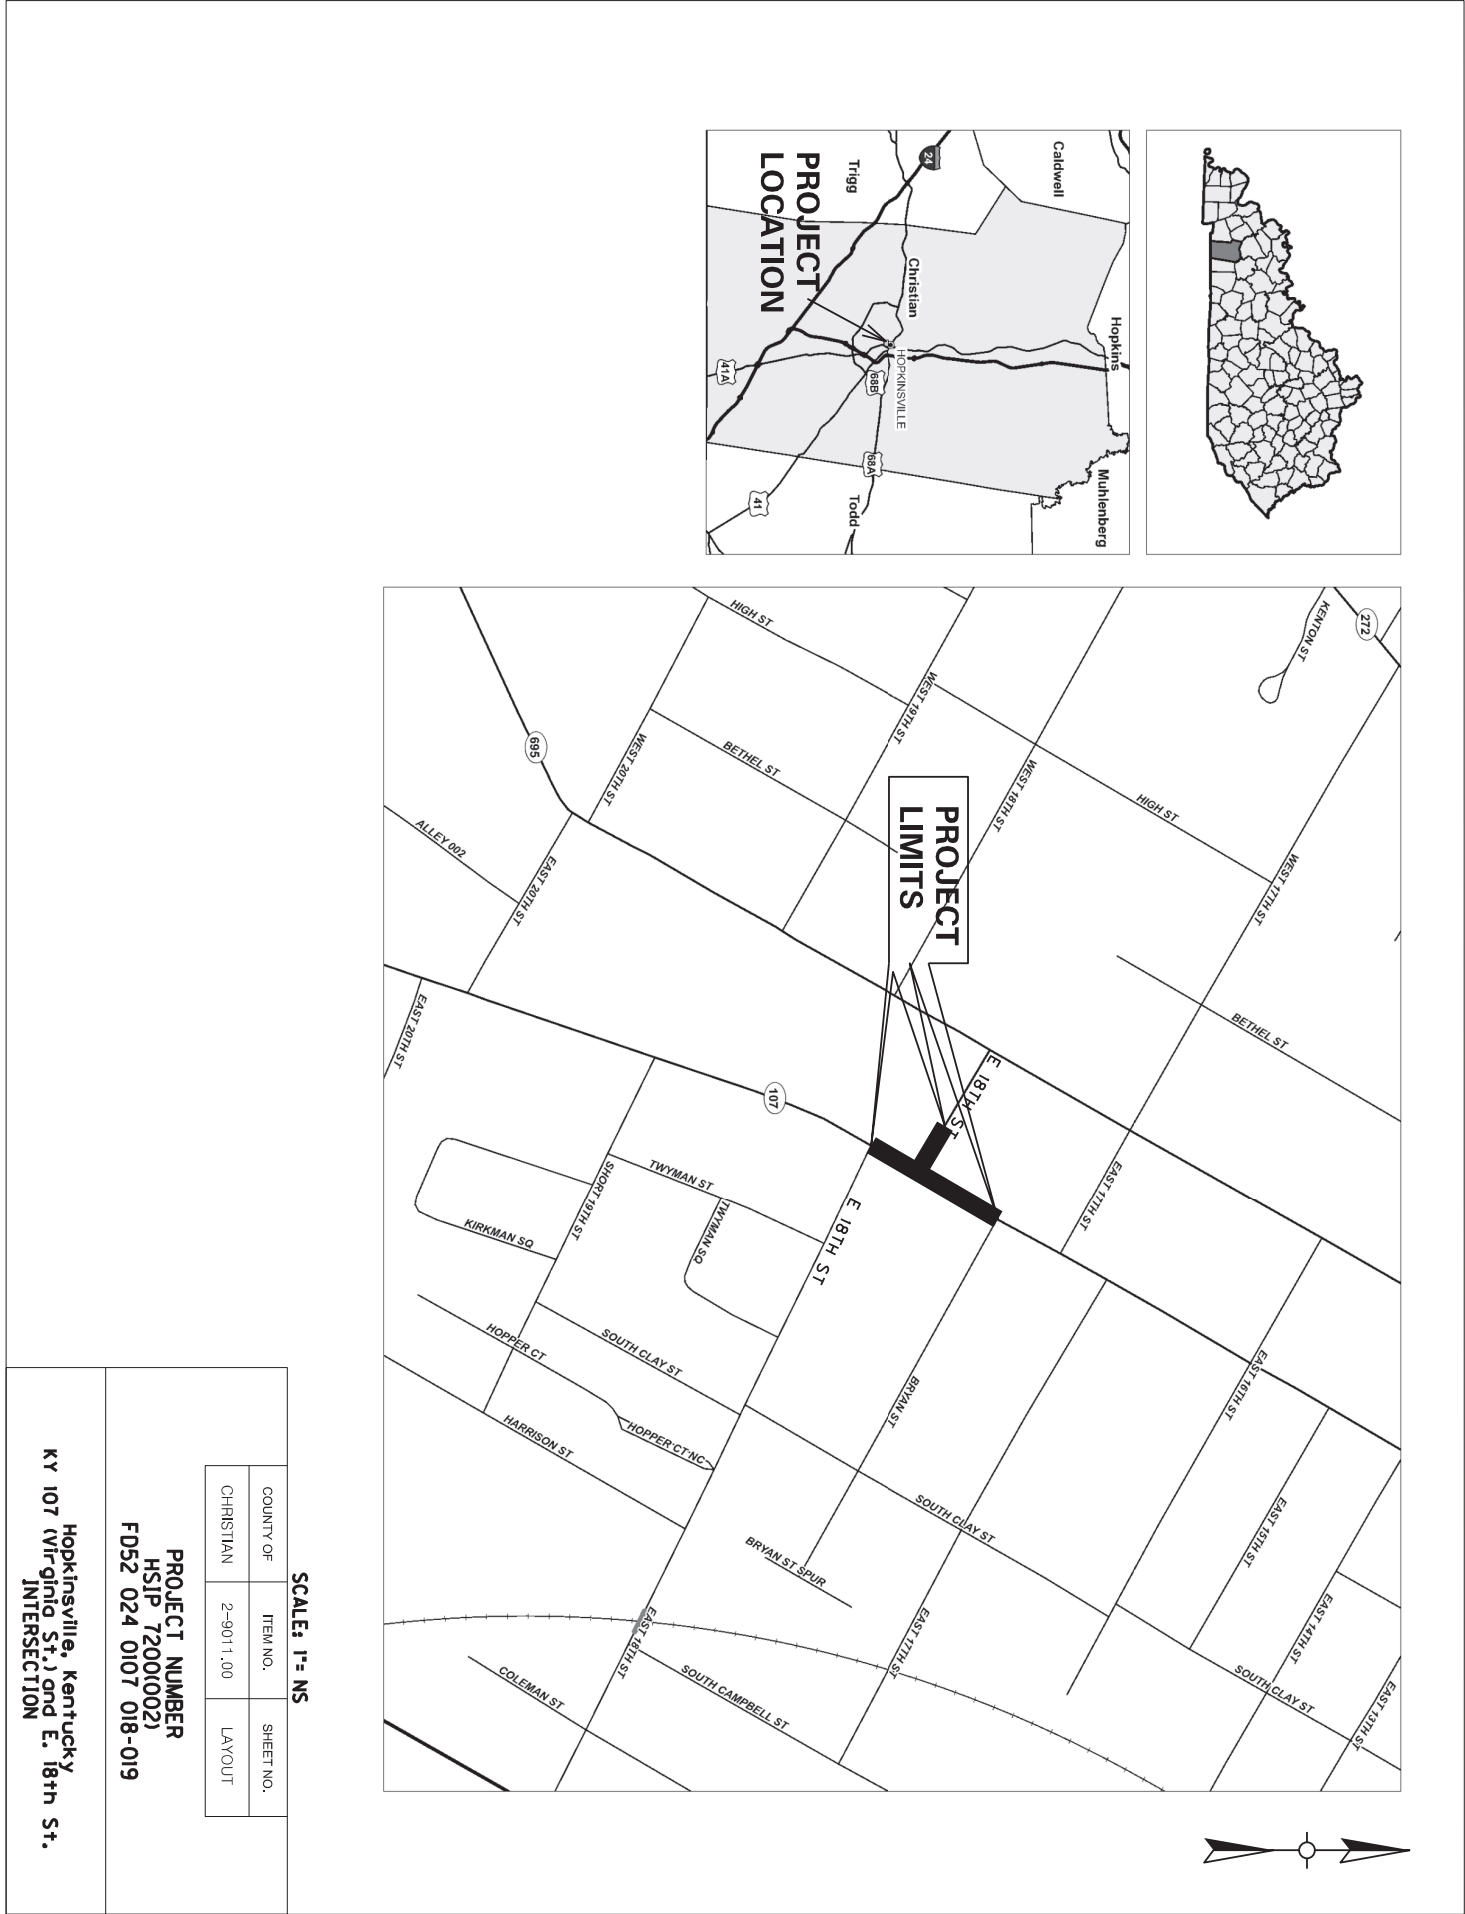 Caldwell
Hopkins
Muhlenberg
24
Trigg
Christian
HOPKINSVILLE
68B
68A
Todd
41A
41
PROJECT
LOCATION
272
KENTON ST
HIGH ST
WEST 19TH ST
WEST 18TH ST
HIGH ST
WEST 17TH ST
BETHEL ST
WEST 20TH ST
BETHEL ST
695
ALLEY 002
EAST 20TH ST
PROJECT
LIMITS
E 18TH ST
EAST 17TH ST
EAST 20TH ST
107
SHORT 19TH ST
TWYMAN ST
TWYMAN SQ
E 18TH ST
KIRKMAN SQ
HOPPER CT
SOUTH CLAY ST
HARRISON ST
HOPPER CT NC
BRYAN ST
EAST 16TH ST
SOUTH CLAY ST
EAST 15TH ST
BRYAN ST SPUR
EAST 14TH ST
EAST 17TH ST
EAST 18TH ST
SOUTH CLAY ST
EAST 13TH ST
COLEMAN ST
SOUTH CAMPBELL ST
SCALE: 1"= NS
COUNTY OF
ITEM NO.
SHEET NO.
CHRISTIAN
2-9011.00
LAYOUT
PROJECT NUMBER
HSIP 7200(002)
FD52 024 0107 018-019
Hopkinsville, Kentucky
KY 107 (Virginia St.) and E. 18th St.
INTERSECTION